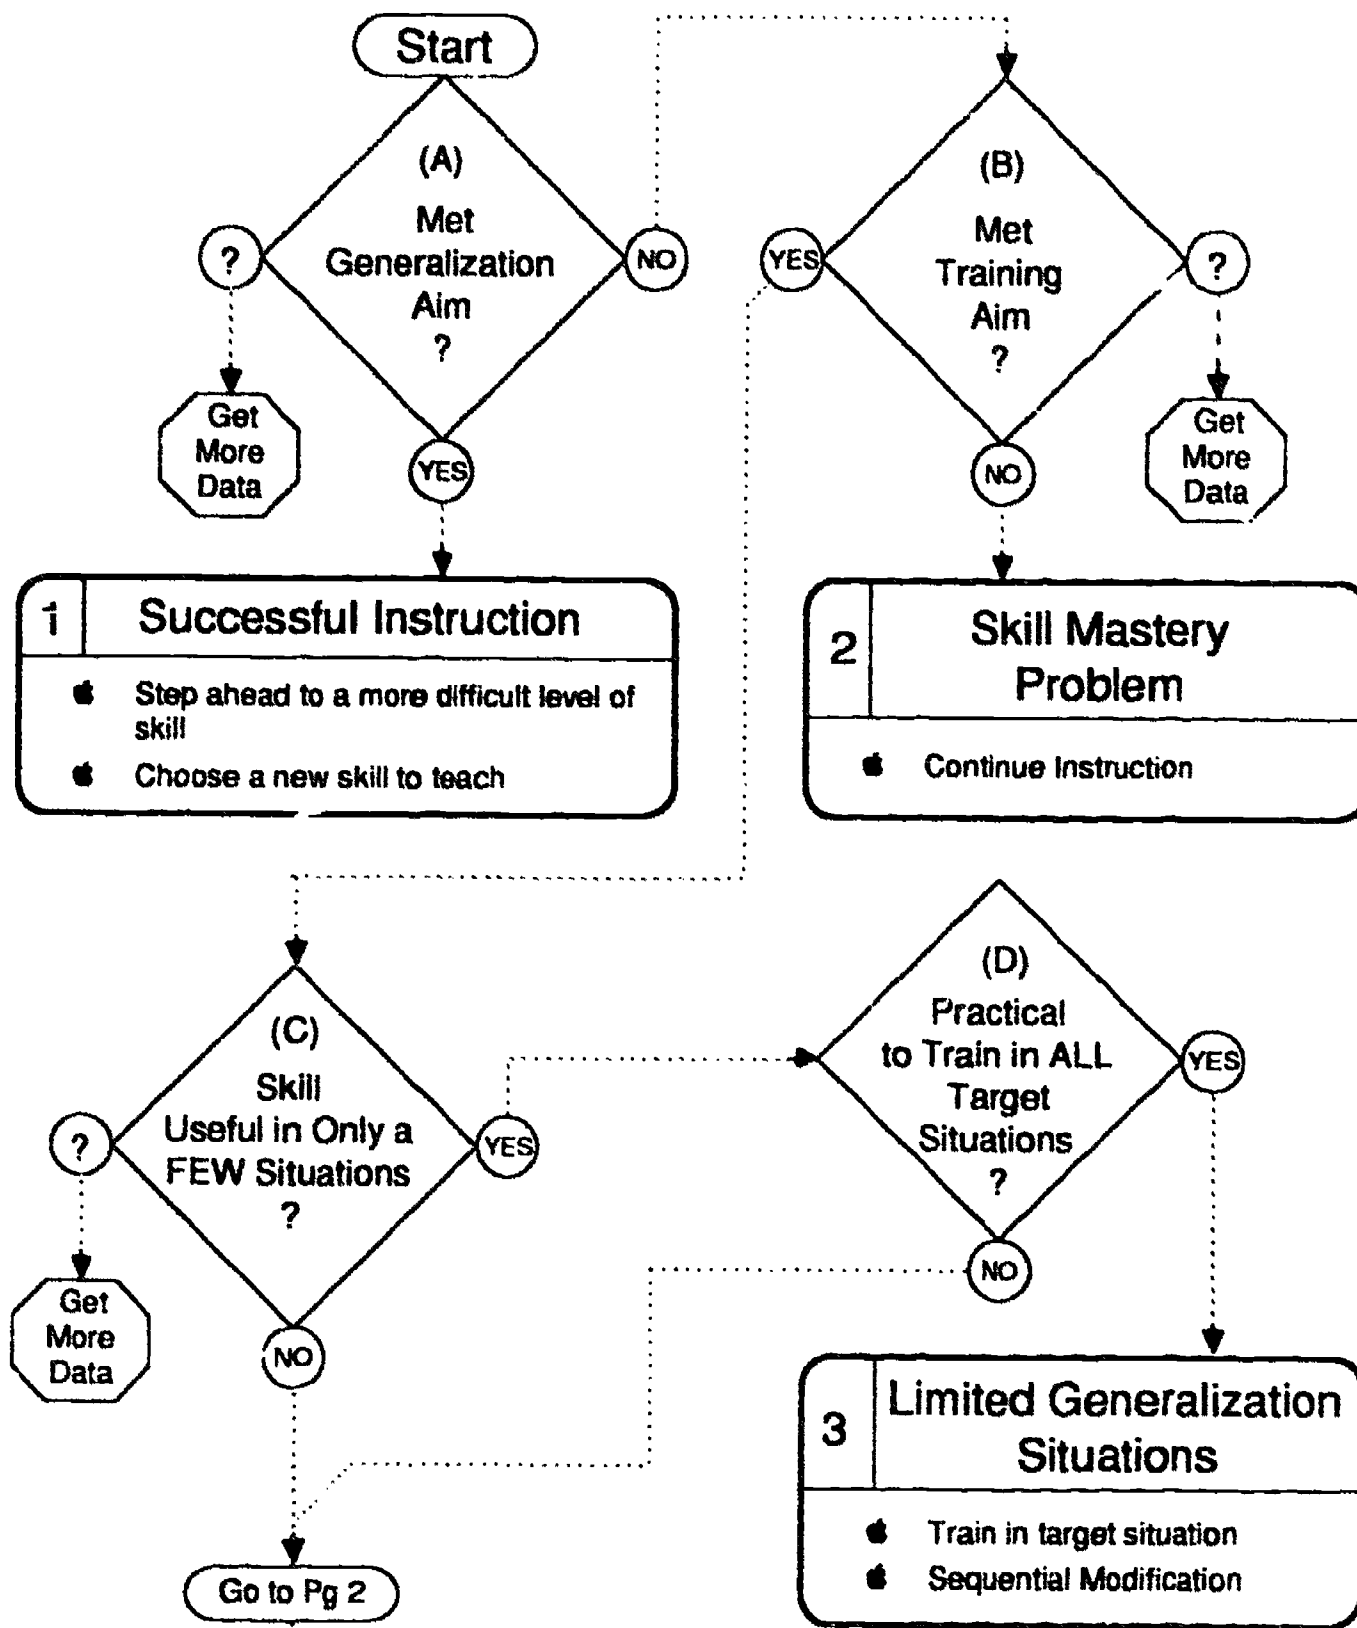 Start
(A)
Met
Generalization
Aim
?
?
NO
YES
Get
More
Data
(B)
Met
Training
Aim
?
YES
?
NO
Get
More
Data
1
Successful Instruction
Step ahead to a more difficult level of
skill
Choose a new skill to teach
2
Skill Mastery
Problem
Continue Instruction
(C)
Skill
Useful in Only a
FEW Situations
?
?
YES
NO
Get
More
Data
(D)
Practical
to Train in ALL
Target
Situations
?
YES
NO
3
Limited Generalization
Situations
Train in target situation
Sequential Modification
Go to Pg 2